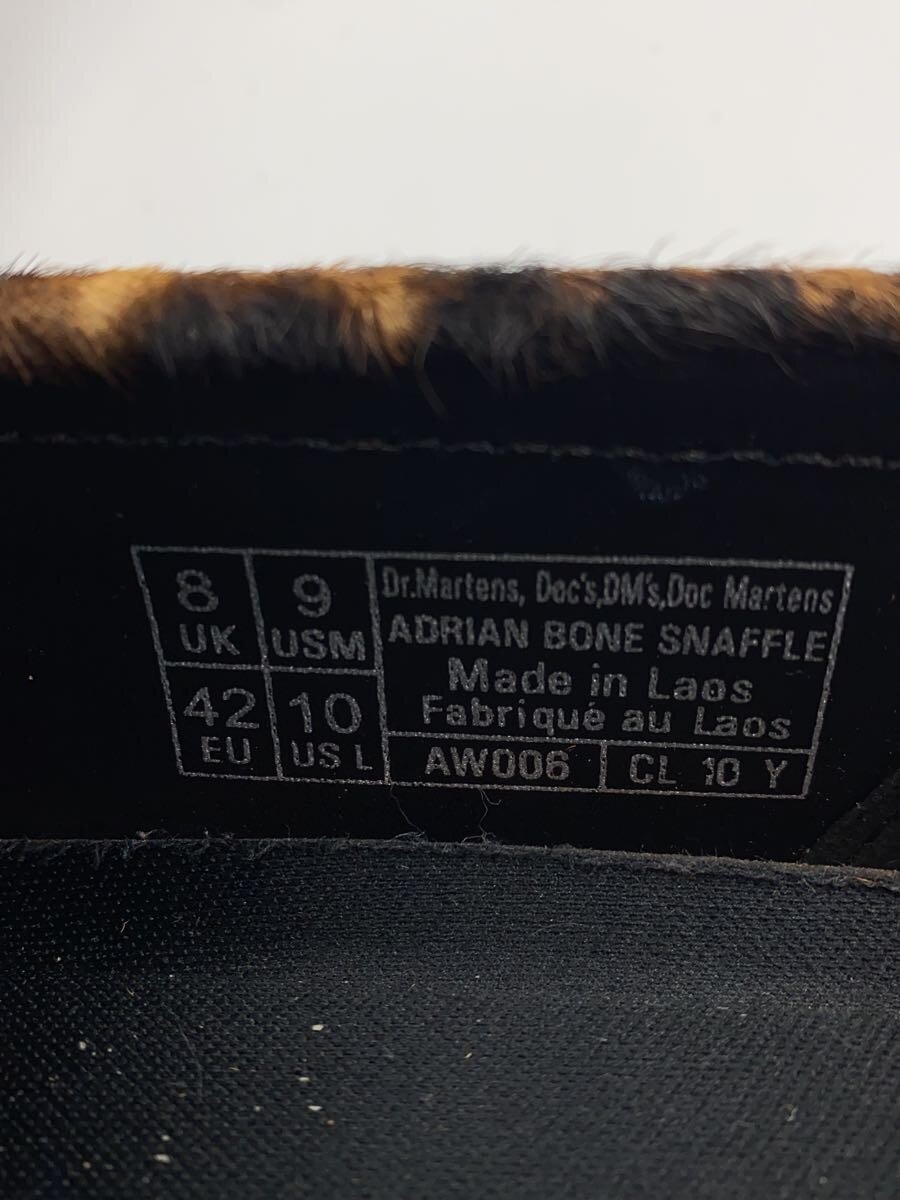 8 UK
9 USM
42 EU
10 US L
Dr.Martens, Doc's,DM's,Doc Martens
ADRIAN BONE SNAFFLE
Made in Laos
Fabriqué au Laos
AW006
CL 10 Y